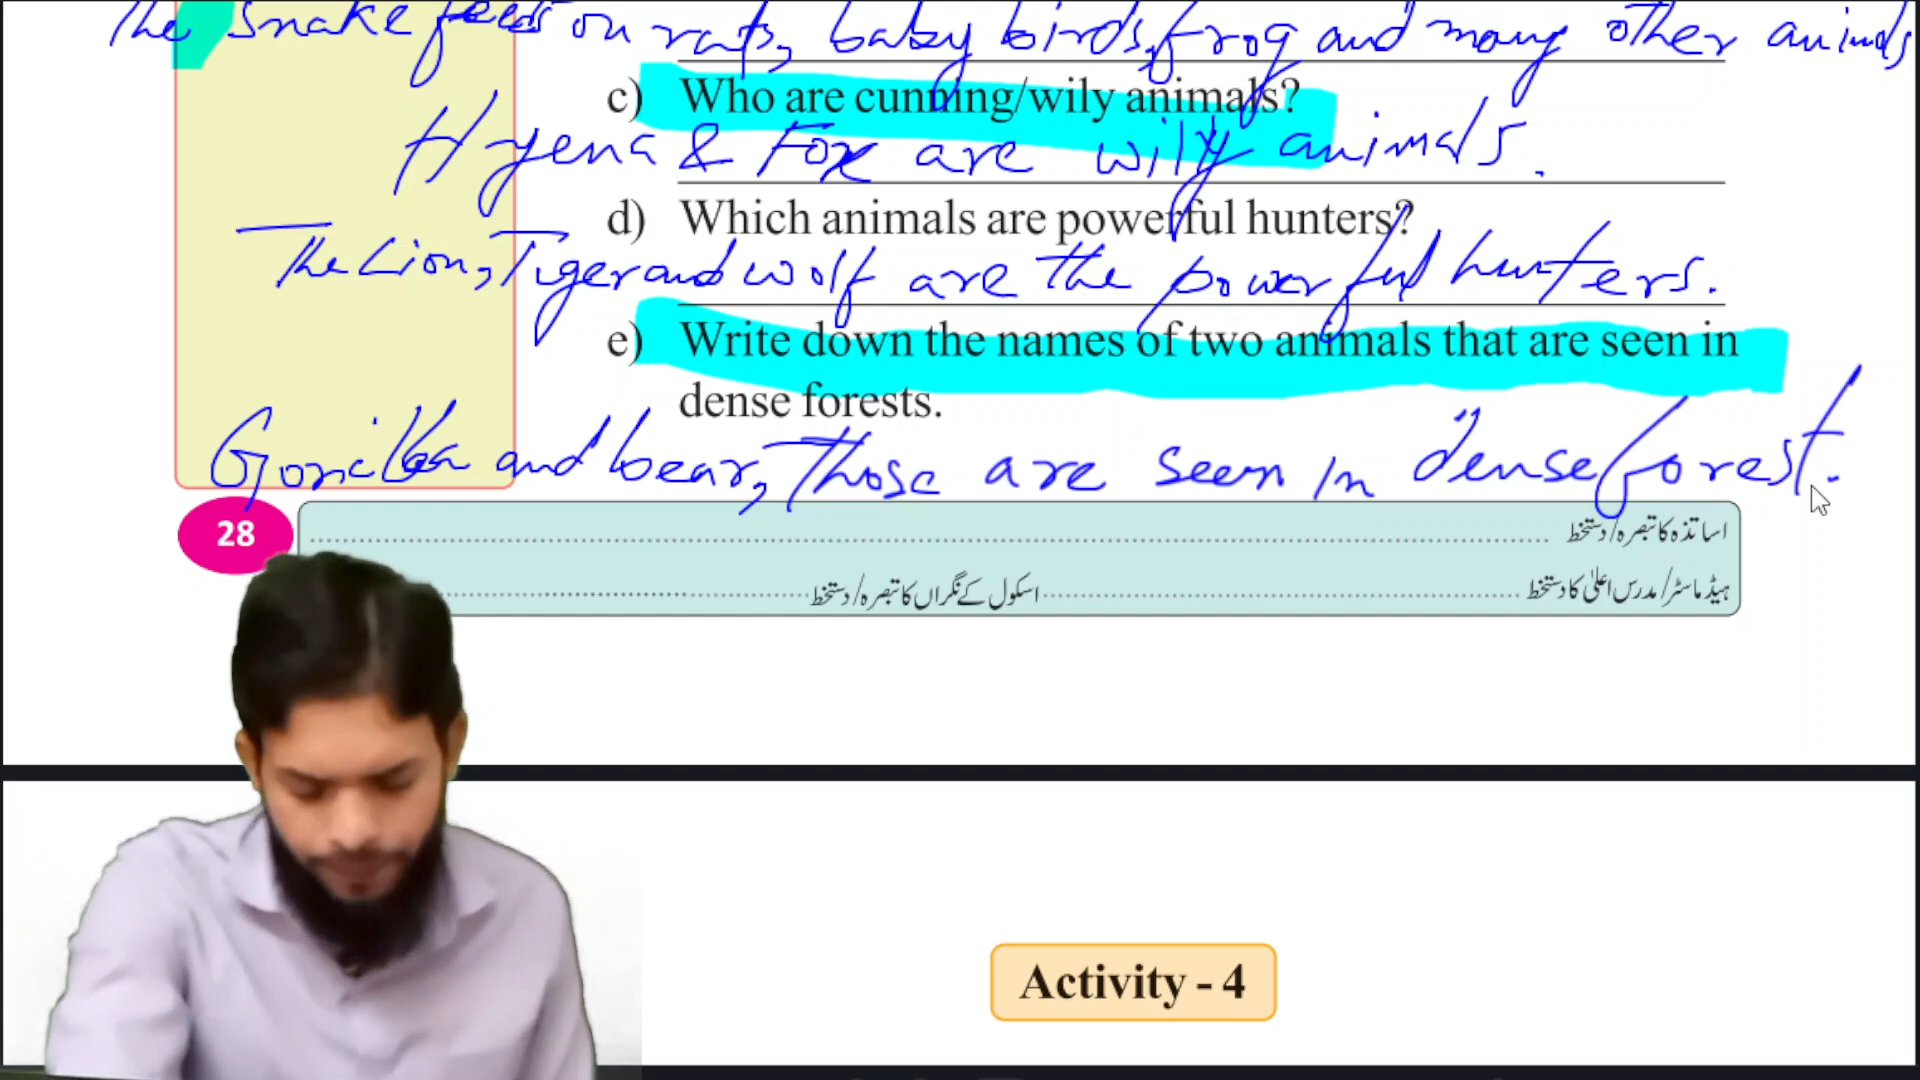 The snake feeds on rats, baby birds, frog and many other animals
c) Who are cunning/wily animals?
Hyena & Fox are wily animals.
d) Which animals are powerful hunters?
The Lion, Tiger and wolf are the powerful hunters.
e) Write down the names of two animals that are seen in
dense forests.
Gorilla and bear, Those are seen in dense forest.
28
اساتذہ کا تبصرہ/دستخط
ہیڈ ماسٹر/مدرس اعلیٰ کا دستخط
اسکول کے نگراں کا تبصرہ/دستخط
Activity - 4